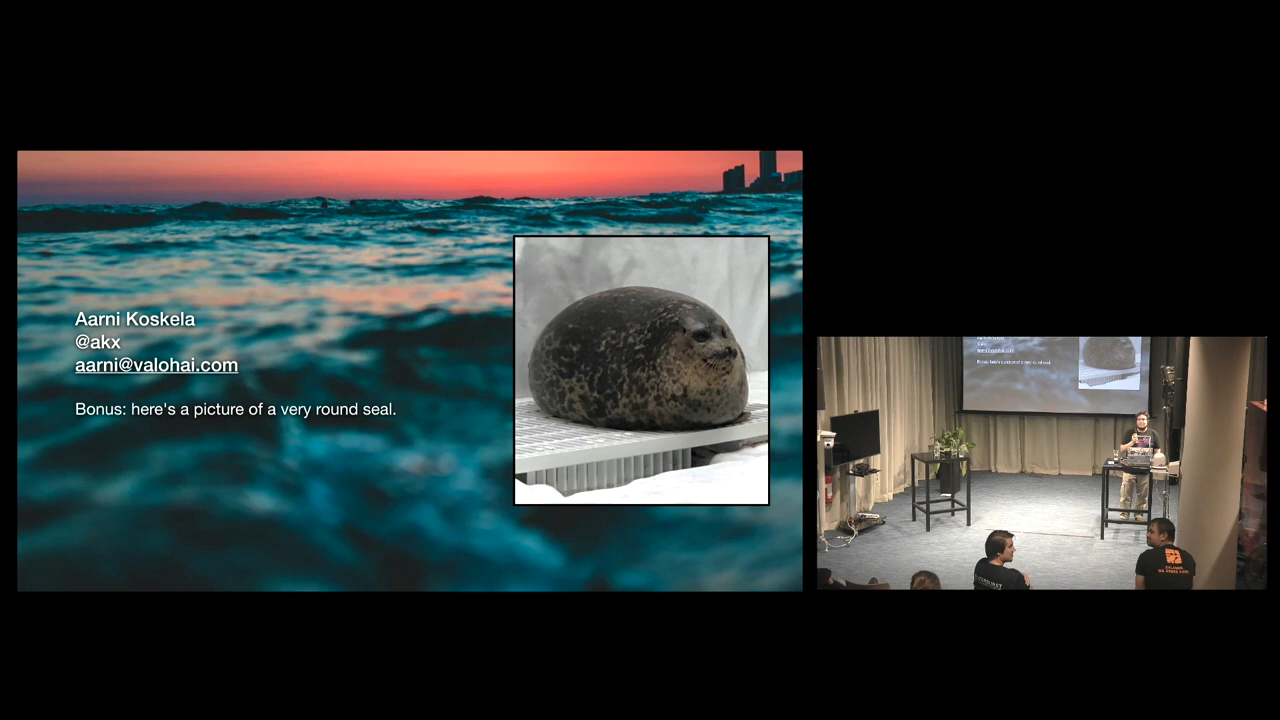 Aarni Koskela
@akx
aarni@valohai.com
Bonus: here's a picture of a very round seal.